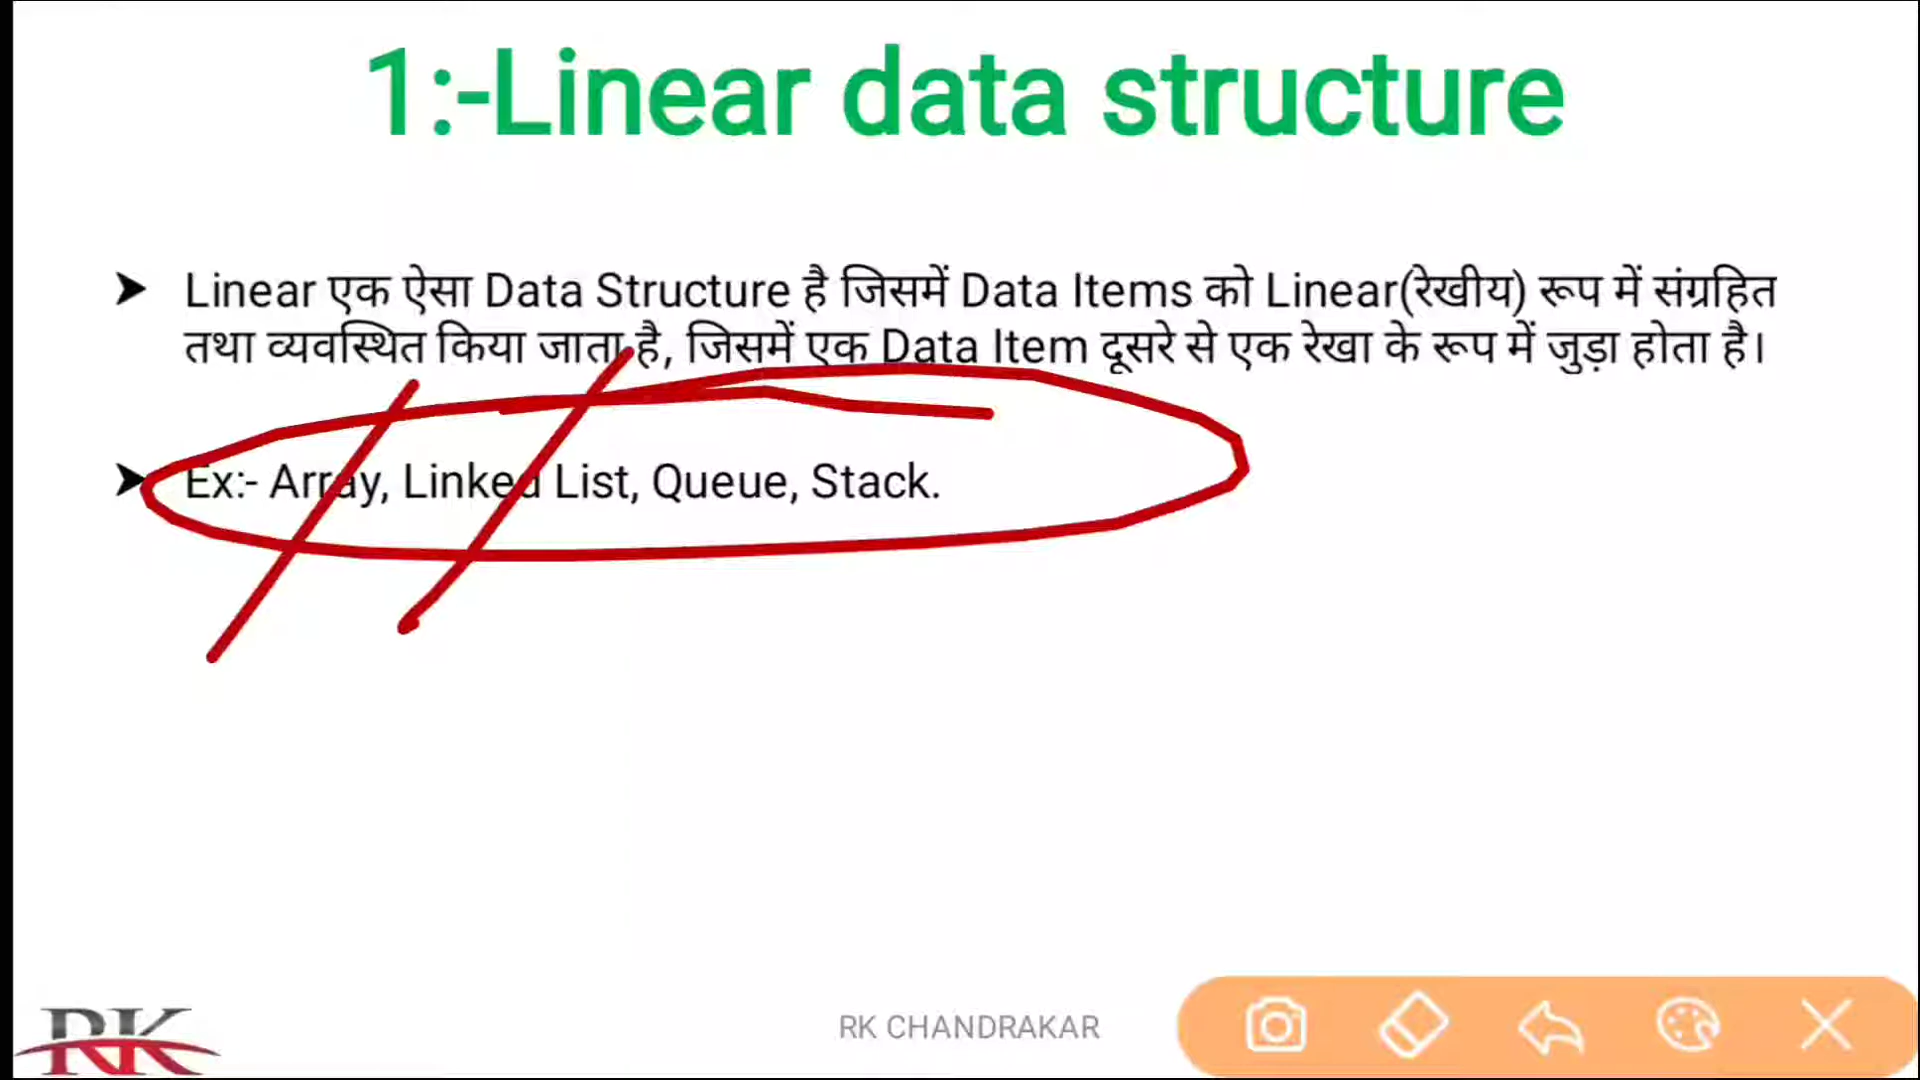 1:-Linear data structure
➤ Linear एक ऐसा Data Structure है जिसमें Data Items को Linear(रेखीय) रूप में संग्रहित
तथा व्यवस्थित किया जाता है, जिसमें एक Data Item दूसरे से एक रेखा के रूप में जुड़ा होता है।
➤ Ex:- Array, Linked List, Queue, Stack.
RK
RK CHANDRAKAR